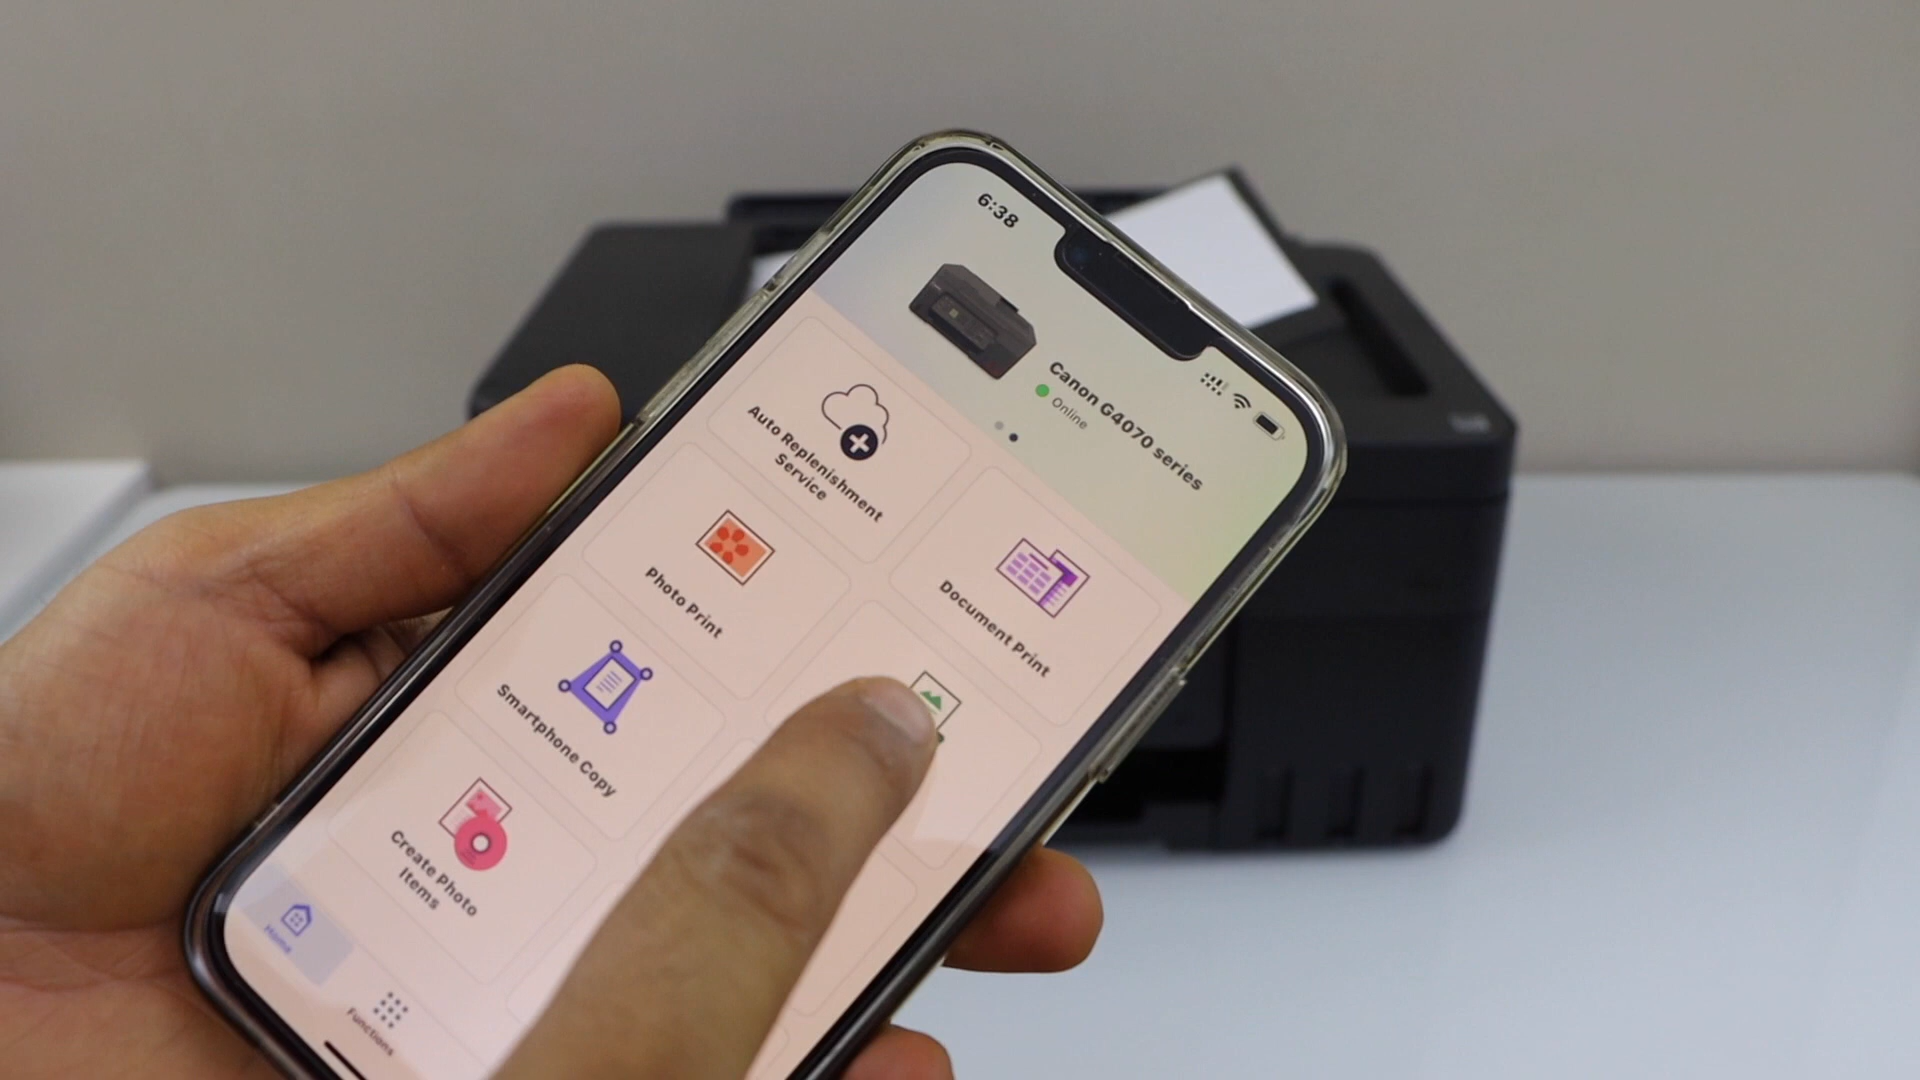 6:38
Canon G4070 series
Online
Auto Replenishment
Service
Document Print
Photo Print
Smartphone Copy
Create Photo
Items
Home
Functions